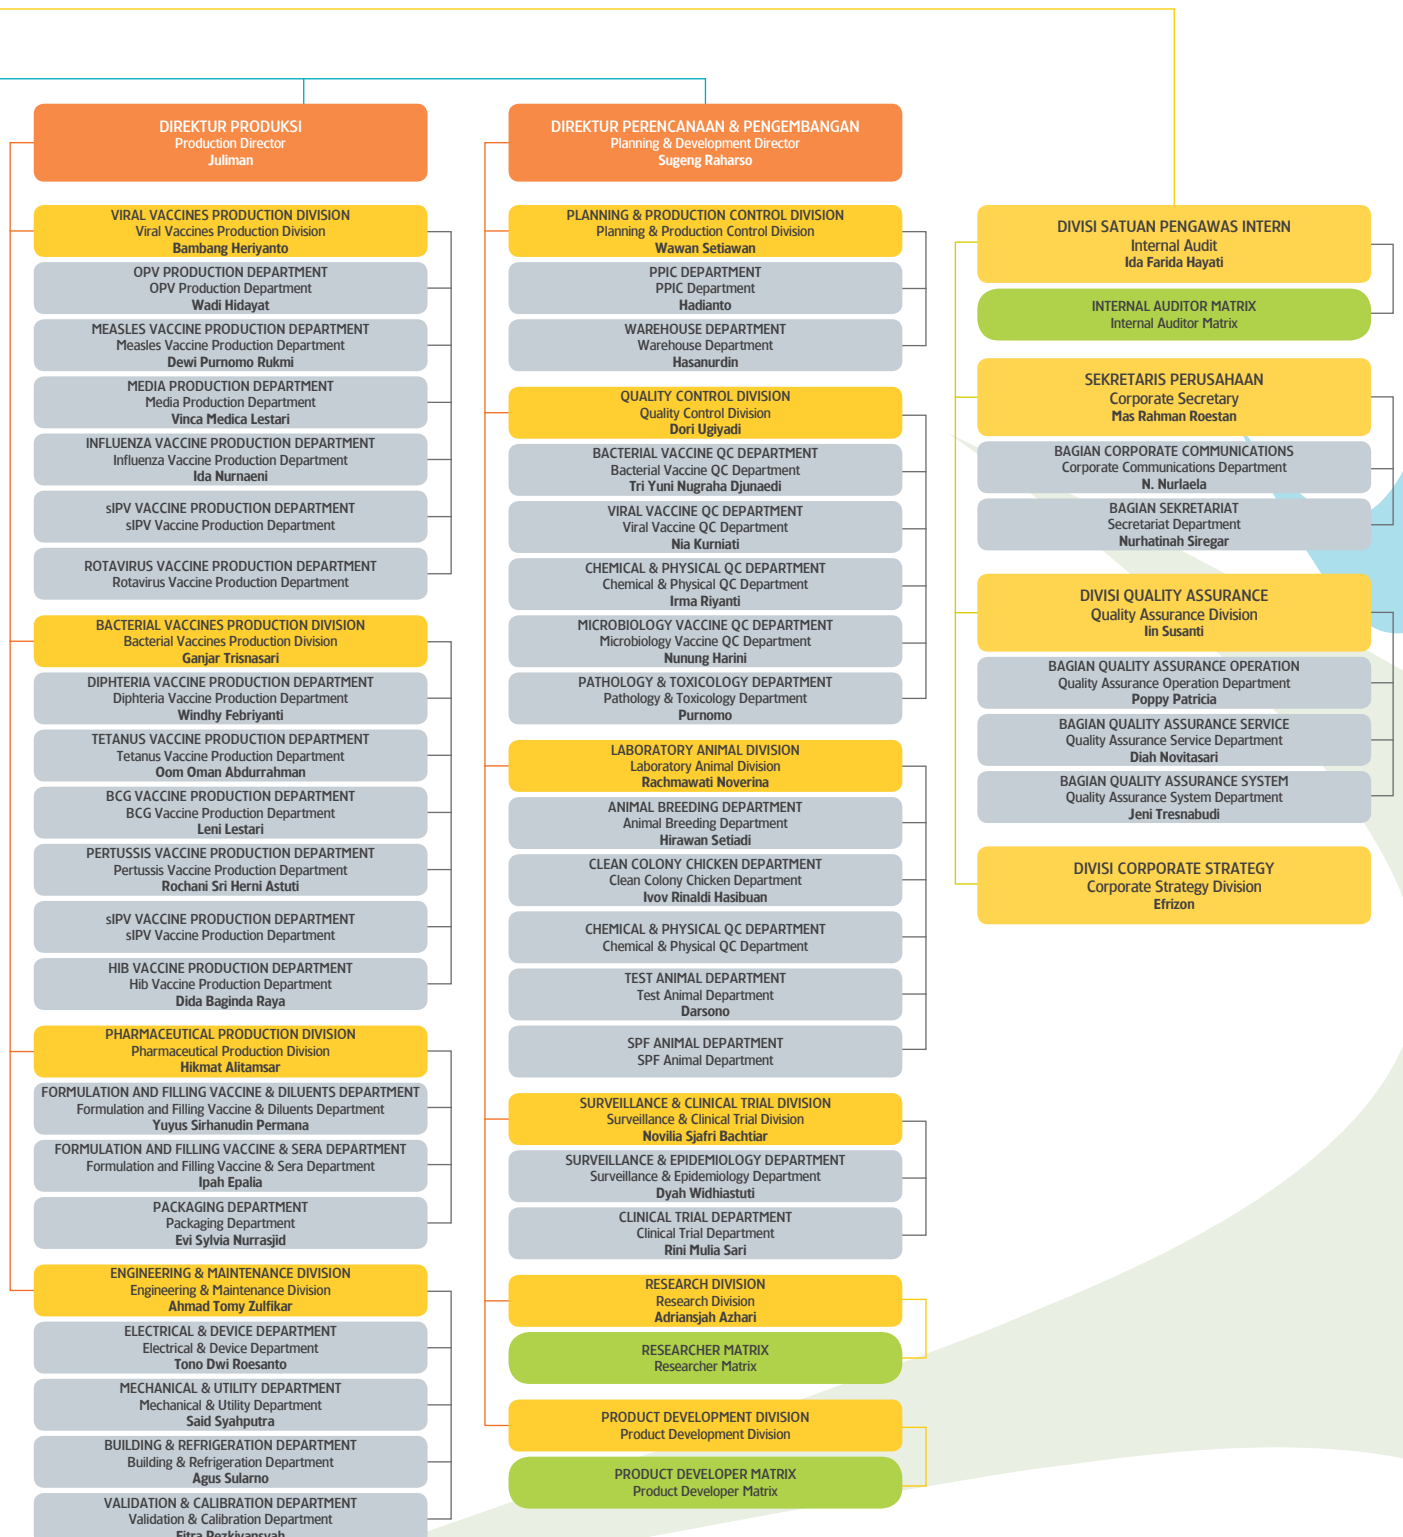 DIREKTUR PRODUKSI
Production Director
Juliman
VIRAL VACCINES PRODUCTION DIVISION
Viral Vaccines Production Division
Bambang Heriyanto
OPV PRODUCTION DEPARTMENT
OPV Production Department
Wadi Hidayat
MEASLES VACCINE PRODUCTION DEPARTMENT
Measles Vaccine Production Department
Dewi Purnomo Rukmi
MEDIA PRODUCTION DEPARTMENT
Media Production Department
Vinca Medica Lestari
INFLUENZA VACCINE PRODUCTION DEPARTMENT
Influenza Vaccine Production Department
Ida Nurnaeni
sIPV VACCINE PRODUCTION DEPARTMENT
sIPV Vaccine Production Department
ROTAVIRUS VACCINE PRODUCTION DEPARTMENT
Rotavirus Vaccine Production Department
BACTERIAL VACCINES PRODUCTION DIVISION
Bacterial Vaccines Production Division
Ganjar Trisnasari
DIPHTERIA VACCINE PRODUCTION DEPARTMENT
Diphteria Vaccine Production Department
Windhy Febriyanti
TETANUS VACCINE PRODUCTION DEPARTMENT
Tetanus Vaccine Production Department
Oom Oman Abdurrahman
BCG VACCINE PRODUCTION DEPARTMENT
BCG Vaccine Production Department
Leni Lestari
PERTUSSIS VACCINE PRODUCTION DEPARTMENT
Pertussis Vaccine Production Department
Rochani Sri Herni Astuti
sIPV VACCINE PRODUCTION DEPARTMENT
sIPV Vaccine Production Department
HIB VACCINE PRODUCTION DEPARTMENT
Hib Vaccine Production Department
Dida Baginda Raya
PHARMACEUTICAL PRODUCTION DIVISION
Pharmaceutical Production Division
Hikmat Alitamsar
FORMULATION AND FILLING VACCINE & DILUENTS DEPARTMENT
Formulation and Filling Vaccine & Diluents Department
Yuyus Sirhanudin Permana
FORMULATION AND FILLING VACCINE & SERA DEPARTMENT
Formulation and Filling Vaccine & Sera Department
Ipah Epalia
PACKAGING DEPARTMENT
Packaging Department
Evi Sylvia Nurrasjid
ENGINEERING & MAINTENANCE DIVISION
Engineering & Maintenance Division
Ahmad Tomy Zulfikar
ELECTRICAL & DEVICE DEPARTMENT
Electrical & Device Department
Tono Dwi Roesanto
MECHANICAL & UTILITY DEPARTMENT
Mechanical & Utility Department
Said Syahputra
BUILDING & REFRIGERATION DEPARTMENT
Building & Refrigeration Department
Agus Sularno
VALIDATION & CALIBRATION DEPARTMENT
Validation & Calibration Department
Fitra Rezkiyansyah
DIREKTUR PERENCANAAN & PENGEMBANGAN
Planning & Development Director
Sugeng Raharso
PLANNING & PRODUCTION CONTROL DIVISION
Planning & Production Control Division
Wawan Setiawan
PPIC DEPARTMENT
PPIC Department
Hadianto
WAREHOUSE DEPARTMENT
Warehouse Department
Hasanurdin
QUALITY CONTROL DIVISION
Quality Control Division
Dori Ugiyadi
BACTERIAL VACCINE QC DEPARTMENT
Bacterial Vaccine QC Department
Tri Yuni Nugraha Djunaedi
VIRAL VACCINE QC DEPARTMENT
Viral Vaccine QC Department
Nia Kurniati
CHEMICAL & PHYSICAL QC DEPARTMENT
Chemical & Physical QC Department
Irma Riyanti
MICROBIOLOGY VACCINE QC DEPARTMENT
Microbiology Vaccine QC Department
Nunung Harini
PATHOLOGY & TOXICOLOGY DEPARTMENT
Pathology & Toxicology Department
Purnomo
LABORATORY ANIMAL DIVISION
Laboratory Animal Division
Rachmawati Noverina
ANIMAL BREEDING DEPARTMENT
Animal Breeding Department
Hirawan Setiadi
CLEAN COLONY CHICKEN DEPARTMENT
Clean Colony Chicken Department
Ivov Rinaldi Hasibuan
CHEMICAL & PHYSICAL QC DEPARTMENT
Chemical & Physical QC Department
TEST ANIMAL DEPARTMENT
Test Animal Department
Darsono
SPF ANIMAL DEPARTMENT
SPF Animal Department
SURVEILLANCE & CLINICAL TRIAL DIVISION
Surveillance & Clinical Trial Division
Novilia Sjafri Bachtiar
SURVEILLANCE & EPIDEMIOLOGY DEPARTMENT
Surveillance & Epidemiology Department
Dyah Widhiastuti
CLINICAL TRIAL DEPARTMENT
Clinical Trial Department
Rini Mulia Sari
RESEARCH DIVISION
Research Division
Adriansjah Azhari
RESEARCHER MATRIX
Researcher Matrix
PRODUCT DEVELOPMENT DIVISION
Product Development Division
PRODUCT DEVELOPER MATRIX
Product Developer Matrix
DIVISI SATUAN PENGAWAS INTERN
Internal Audit
Ida Farida Hayati
INTERNAL AUDITOR MATRIX
Internal Auditor Matrix
SEKRETARIS PERUSAHAAN
Corporate Secretary
Mas Rahman Roestan
BAGIAN CORPORATE COMMUNICATIONS
Corporate Communications Department
N. Nurlaela
BAGIAN SEKRETARIAT
Secretariat Department
Nurhatinah Siregar
DIVISI QUALITY ASSURANCE
Quality Assurance Division
Iin Susanti
BAGIAN QUALITY ASSURANCE OPERATION
Quality Assurance Operation Department
Poppy Patricia
BAGIAN QUALITY ASSURANCE SERVICE
Quality Assurance Service Department
Diah Novitasari
BAGIAN QUALITY ASSURANCE SYSTEM
Quality Assurance System Department
Jeni Tresnabudi
DIVISI CORPORATE STRATEGY
Corporate Strategy Division
Efrizon